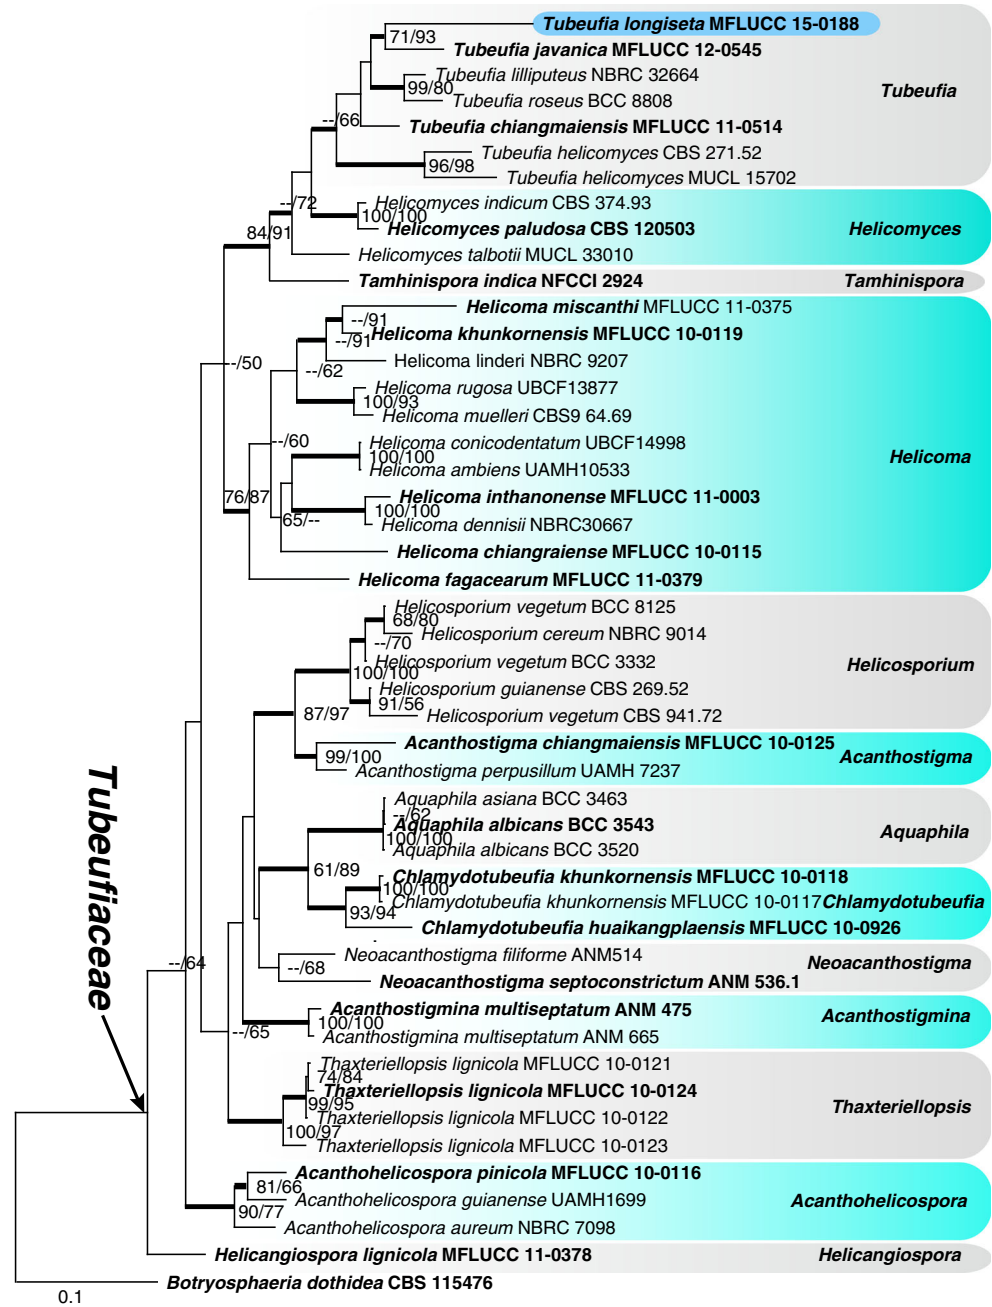 Tubeufia longiseta MFLUCC 15-0188
71/93
Tubeufia javanica MFLUCC 12-0545
Tubeufia lilliputeus NBRC 32664
99/80
Tubeufia roseus BCC 8808
Tubeufia
--/66
Tubeufia chiangmaiensis MFLUCC 11-0514
Tubeufia helicomyces CBS 271.52
96/98
Tubeufia helicomyces MUCL 15702
--/72
Helicomyces indicum CBS 374.93
100/100
Helicomyces paludosa CBS 120503
Helicomyces
84/91
Helicomyces talbotii MUCL 33010
Tamhinispora indica NFCCI 2924
Tamhinispora
Helicoma miscanthi MFLUCC 11-0375
--/91
Helicoma khunkornensis MFLUCC 10-0119
--/91
--/50
Helicoma linderi NBRC 9207
--/62
Helicoma rugosa UBCF13877
100/93
Helicoma muelleri CBS9 64.69
--/60
Helicoma conicodentatum UBCF14998
100/100
Helicoma ambiens UAMH10533
Helicoma
76/87
Helicoma inthanonense MFLUCC 11-0003
100/100
65/--
Helicoma dennisii NBRC30667
Helicoma chiangraiense MFLUCC 10-0115
Helicoma fagacearum MFLUCC 11-0379
Helicosporium vegetum BCC 8125
68/80
Helicosporium cereum NBRC 9014
--/70
Helicosporium vegetum BCC 3332
Helicosporium
100/100
Helicosporium guianense CBS 269.52
91/56
87/97
Helicosporium vegetum CBS 941.72
Acanthostigma chiangmaiensis MFLUCC 10-0125
99/100
Acanthostigma
Acanthostigma perpusillum UAMH 7237
Tubeufiaceae
Aquaphila asiana BCC 3463
--/62
Aquaphila albicans BCC 3543
100/100
Aquaphila
Aquaphila albicans BCC 3520
61/89
Chlamydotubeufia khunkornensis MFLUCC 10-0118
100/100
Chlamydotubeufia khunkornensis MFLUCC 10-0117
Chlamydotubeufia
93/94
Chlamydotubeufia huaikangplaensis MFLUCC 10-0926
Neoacanthostigma filiforme ANM514
--/64
--/68
Neoacanthostigma
Neoacanthostigma septoconstrictum ANM 536.1
Acanthostigmina multiseptatum ANM 475
100/100
Acanthostigmina
--/65
Acanthostigmina multiseptatum ANM 665
Thaxteriellopsis lignicola MFLUCC 10-0121
74/84
Thaxteriellopsis lignicola MFLUCC 10-0124
99/95
Thaxteriellopsis
Thaxteriellopsis lignicola MFLUCC 10-0122
100/97
Thaxteriellopsis lignicola MFLUCC 10-0123
Acanthohelicospora pinicola MFLUCC 10-0116
81/66
Acanthohelicospora guianense UAMH1699
Acanthohelicospora
90/77
Acanthohelicospora aureum NBRC 7098
Helicangiospora lignicola MFLUCC 11-0378
Helicangiospora
Botryosphaeria dothidea CBS 115476
0.1